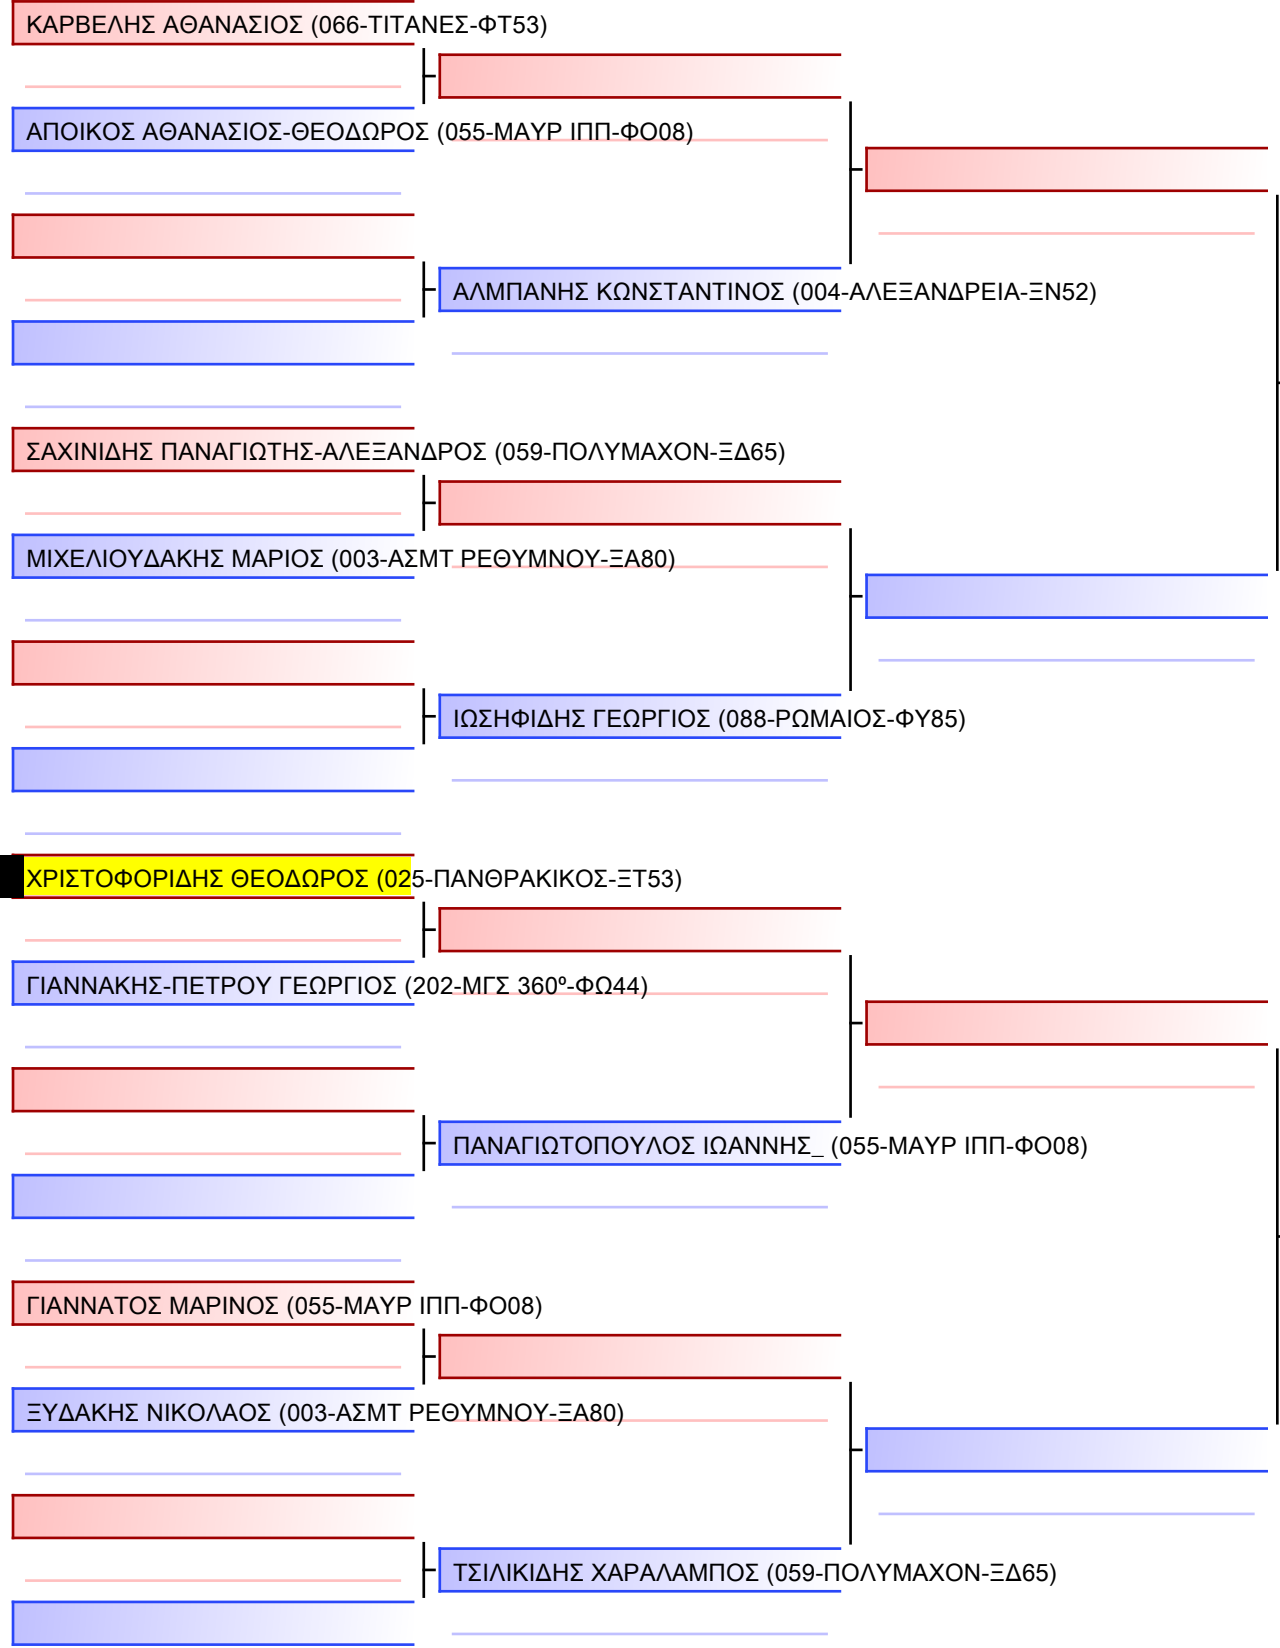 ΚΑΡΒΕΛΗΣ ΑΘΑΝΑΣΙΟΣ (066-ΤΙΤΑΝΕΣ-ΦΤ53)
ΑΠΟΙΚΟΣ ΑΘΑΝΑΣΙΟΣ-ΘΕΟΔΩΡΟΣ (055-ΜΑΥΡ ΙΠΠ-ΦΟ08)
ΑΛΜΠΑΝΗΣ ΚΩΝΣΤΑΝΤΙΝΟΣ (004-ΑΛΕΞΑΝΔΡΕΙΑ-ΞΝ52)
ΣΑΧΙΝΙΔΗΣ ΠΑΝΑΓΙΩΤΗΣ-ΑΛΕΞΑΝΔΡΟΣ (059-ΠΟΛΥΜΑΧΟΝ-ΞΔ65)
ΜΙΧΕΛΙΟΥΔΑΚΗΣ ΜΑΡΙΟΣ (003-ΑΣΜΤ ΡΕΘΥΜΝΟΥ-ΞΑ80)
ΙΩΣΗΦΙΔΗΣ ΓΕΩΡΓΙΟΣ (088-ΡΩΜΑΙΟΣ-ΦΥ85)
ΧΡΙΣΤΟΦΟΡΙΔΗΣ ΘΕΟΔΩΡΟΣ (025-ΠΑΝΘΡΑΚΙΚΟΣ-ΞΤ53)
ΓΙΑΝΝΑΚΗΣ-ΠΕΤΡΟΥ ΓΕΩΡΓΙΟΣ (202-ΜΓΣ 360º-ΦΩ44)
ΠΑΝΑΓΙΩΤΟΠΟΥΛΟΣ ΙΩΑΝΝΗΣ_ (055-ΜΑΥΡ ΙΠΠ-ΦΟ08)
ΓΙΑΝΝΑΤΟΣ ΜΑΡΙΝΟΣ (055-ΜΑΥΡ ΙΠΠ-ΦΟ08)
ΞΥΔΑΚΗΣ ΝΙΚΟΛΑΟΣ (003-ΑΣΜΤ ΡΕΘΥΜΝΟΥ-ΞΑ80)
ΤΣΙΛΙΚΙΔΗΣ ΧΑΡΑΛΑΜΠΟΣ (059-ΠΟΛΥΜΑΧΟΝ-ΞΔ65)